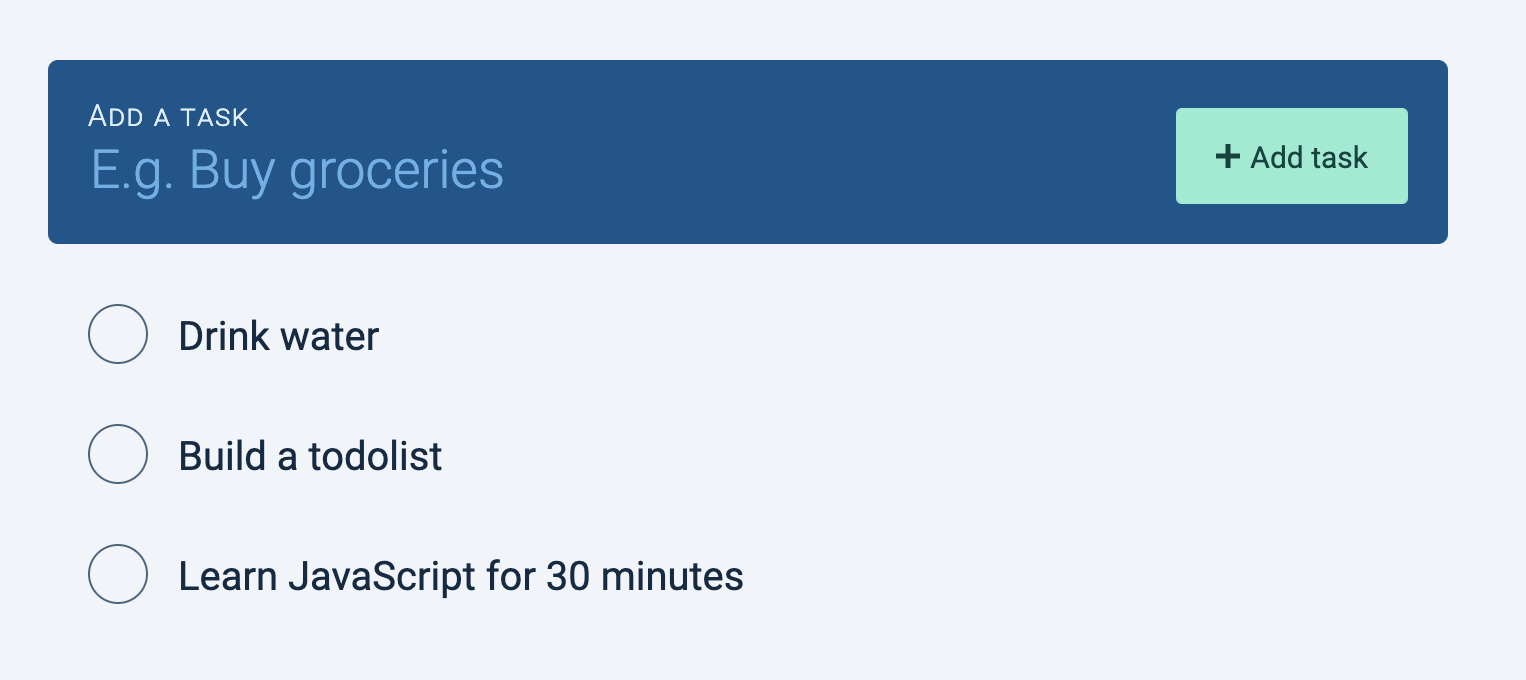 Add a task
E.g. Buy groceries
+ Add task
Drink water
Build a todolist
Learn JavaScript for 30 minutes